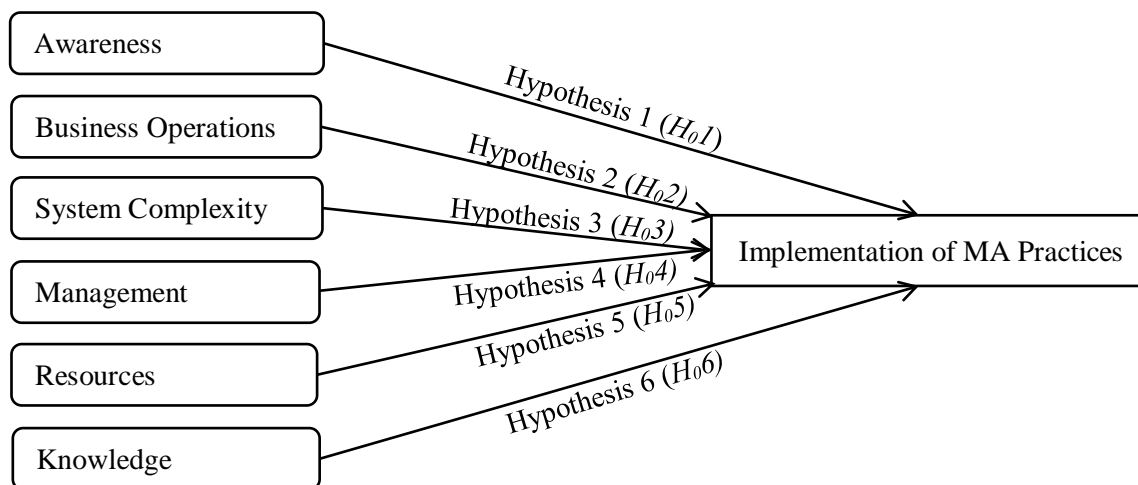 Awareness
Hypothesis 1 (H₀1)
Business Operations
Hypothesis 2 (H₀2)
System Complexity
Hypothesis 3 (H₀3)
Implementation of MA Practices
Management
Hypothesis 4 (H₀4)
Resources
Hypothesis 5 (H₀5)
Knowledge
Hypothesis 6 (H₀6)